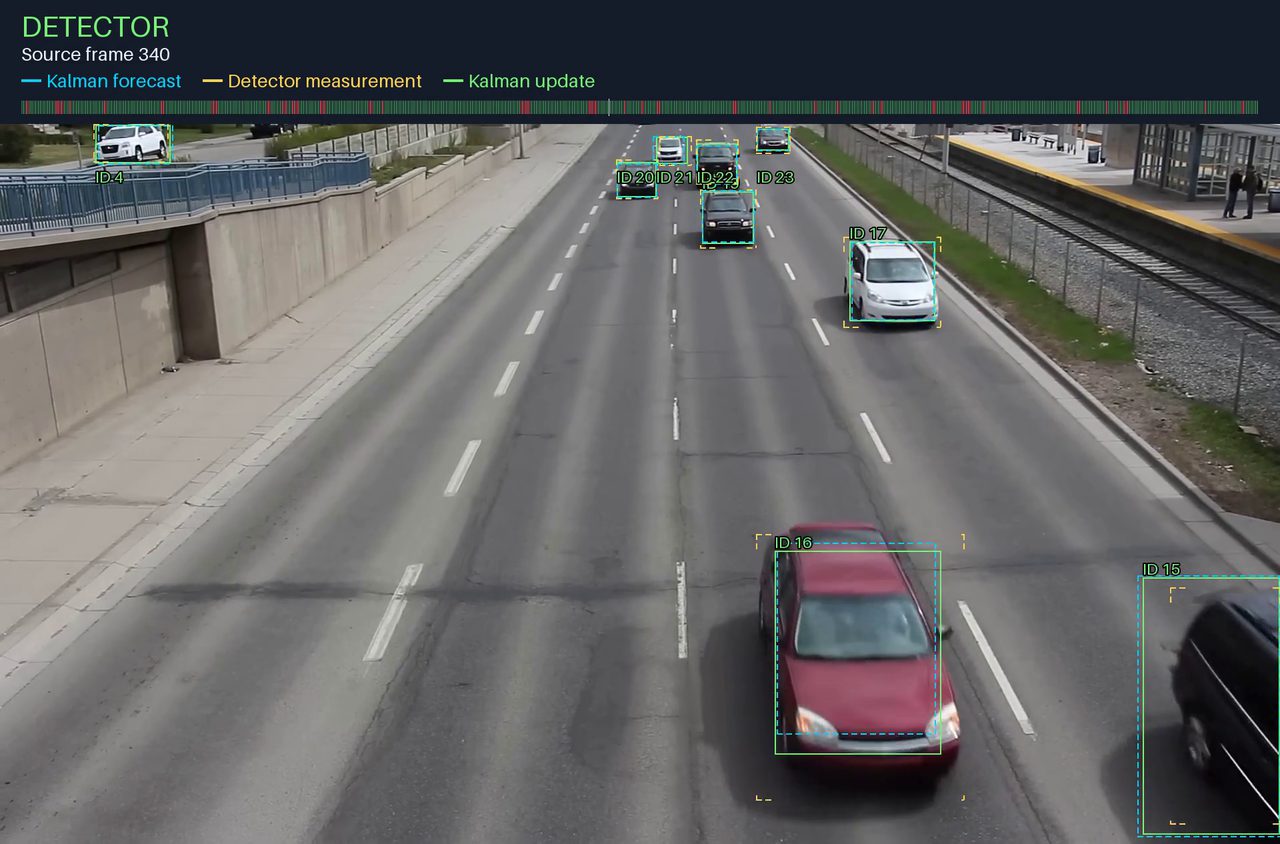 DETECTOR
Source frame 340
Kalman forecast Detector measurement Kalman update
ID 4
ID 20 ID 21 ID 22 ID 23
ID 17
ID 16
ID 15